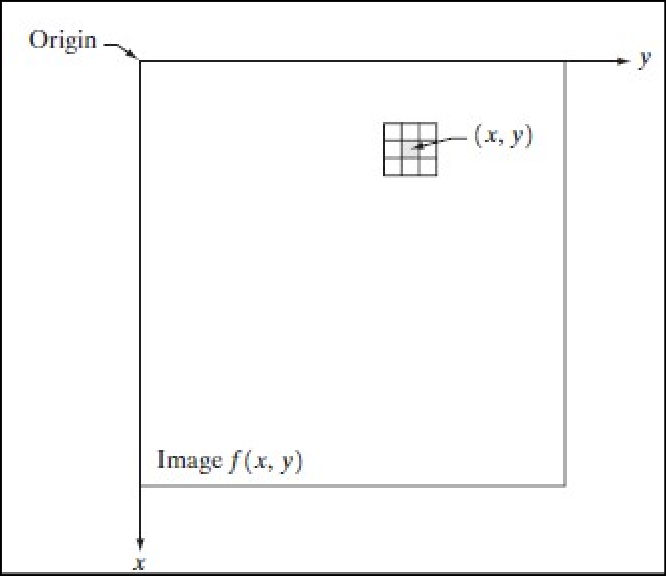 Origin
y
(x, y)
Image f(x, y)
x